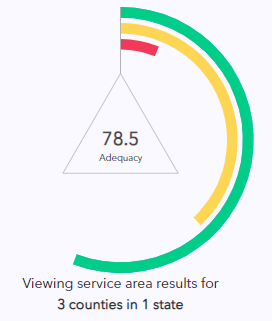 78.5
Adequacy
Viewing service area results for
3 counties in 1 state